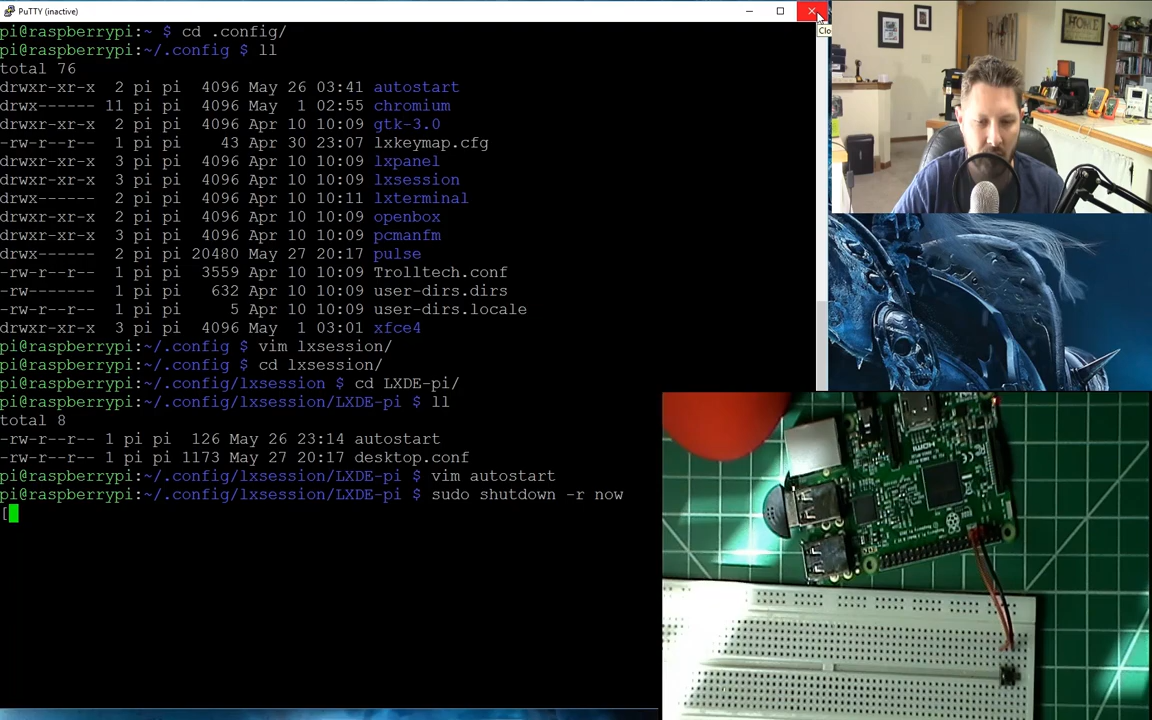 PuTTY (inactive)
pi@raspberrypi:~ $ cd .config/
pi@raspberrypi:~/.config $ ll
total 76
drwxr-xr-x  2 pi pi  4096 May 26 03:41 autostart
drwx------ 11 pi pi  4096 May  1 02:55 chromium
drwxr-xr-x  2 pi pi  4096 Apr 10 10:09 gtk-3.0
-rw-r--r--  1 pi pi    43 Apr 30 23:07 lxkeymap.cfg
drwxr-xr-x  3 pi pi  4096 Apr 10 10:09 lxpanel
drwxr-xr-x  3 pi pi  4096 Apr 10 10:09 lxsession
drwxr-xr-x  2 pi pi  4096 Apr 10 10:11 lxterminal
drwxr-xr-x  2 pi pi  4096 Apr 10 10:09 openbox
drwxr-xr-x  3 pi pi  4096 Apr 10 10:09 pcmanfm
drwx------  2 pi pi 20480 May 27 20:17 pulse
-rw-r--r--  1 pi pi  3559 Apr 10 10:09 Trolltech.conf
-rw-------  1 pi pi   632 Apr 10 10:09 user-dirs.dirs
-rw-r--r--  1 pi pi     5 Apr 10 10:09 user-dirs.locale
drwxr-xr-x  3 pi pi  4096 May  1 03:01 xfce4
pi@raspberrypi:~/.config $ vim lxsession/
pi@raspberrypi:~/.config $ cd lxsession/
pi@raspberrypi:~/.config/lxsession $ cd LXDE-pi/
pi@raspberrypi:~/.config/lxsession/LXDE-pi $ ll
total 8
-rw-r--r-- 1 pi pi  126 May 26 23:14 autostart
-rw-r--r-- 1 pi pi 1173 May 27 20:17 desktop.conf
pi@raspberrypi:~/.config/lxsession/LXDE-pi $ vim autostart
pi@raspberrypi:~/.config/lxsession/LXDE-pi $ sudo shutdown -r now
[
Clo
HOME
HDMI